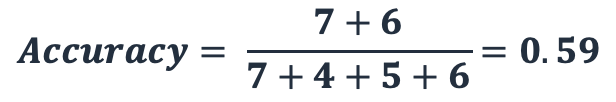 Accuracy = 7 + 6 / 7 + 4 + 5 + 6 = 0.59